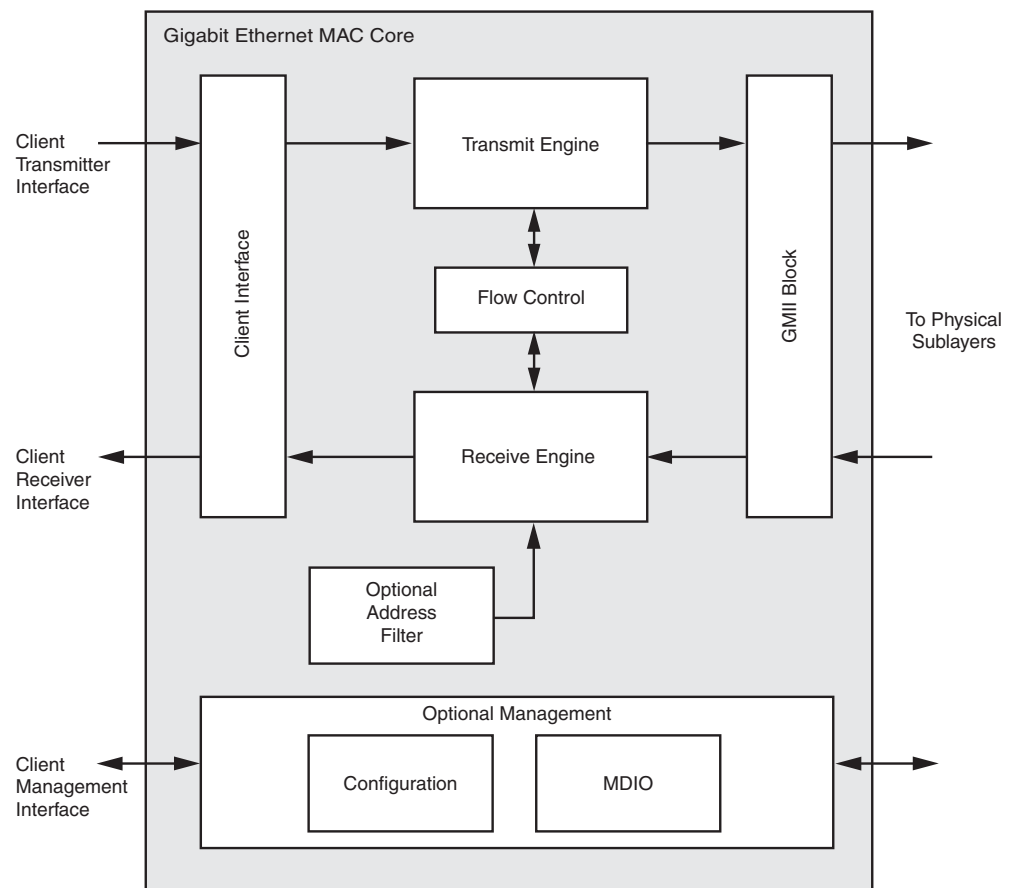 Gigabit Ethernet MAC Core
Client
Transmitter
Interface
Client Interface
Transmit Engine
Flow Control
GMII Block
To Physical
Sublayers
Client
Receiver
Interface
Receive Engine
Optional
Address
Filter
Optional Management
Client
Management
Interface
Configuration
MDIO